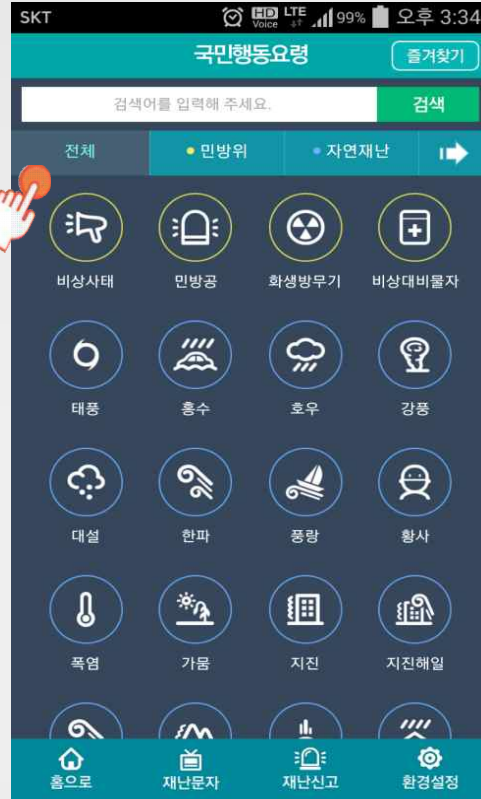 SKT HD Voice LTE 99% 오후 3:34
국민행동요령 즐겨찾기
검색어를 입력해 주세요. 검색
전체 민방위 자연재난
비상사태 민방공 화생방무기 비상대비물자
태풍 홍수 호우 강풍
대설 한파 풍랑 황사
폭염 가뭄 지진 지진해일
홈으로 재난문자 재난신고 환경설정